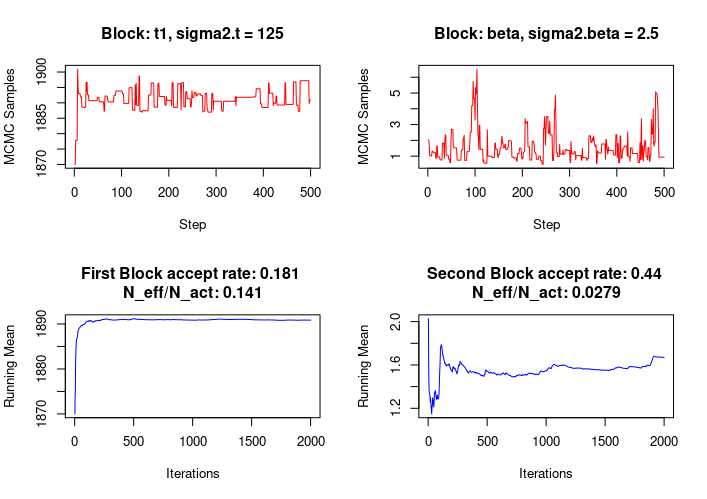 Block: t1, sigma2.t = 125
MCMC Samples
1870 1885 1900
0 100 200 300 400 500
Step
Block: beta, sigma2.beta = 2.5
MCMC Samples
1 3 5
0 100 200 300 400 500
Step
First Block accept rate: 0.181
N_eff/N_act: 0.141
Running Mean
1870 1880 1890
0 500 1000 1500 2000
Iterations
Second Block accept rate: 0.44
N_eff/N_act: 0.0279
Running Mean
1.2 1.6 2.0
0 500 1000 1500 2000
Iterations